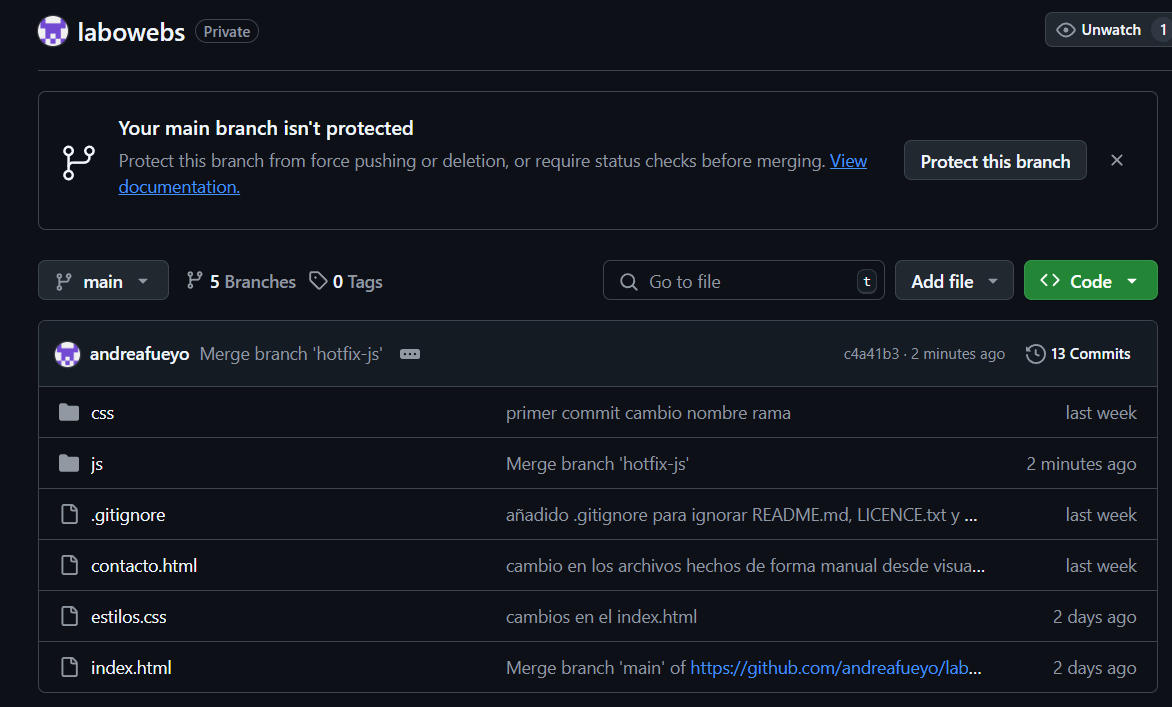 labowebs Private Unwatch 1
Your main branch isn't protected
Protect this branch from force pushing or deletion, or require status checks before merging. View
documentation.
Protect this branch
main 5 Branches 0 Tags Go to file t Add file Code
andreafueyo Merge branch 'hotfix-js' c4a41b3 · 2 minutes ago 13 Commits
css primer commit cambio nombre rama last week
js Merge branch 'hotfix-js' 2 minutes ago
.gitignore añadido .gitignore para ignorar README.md, LICENCE.txt y ... last week
contacto.html cambio en los archivos hechos de forma manual desde visua... last week
estilos.css cambios en el index.html 2 days ago
index.html Merge branch 'main' of https://github.com/andreafueyo/lab... 2 days ago